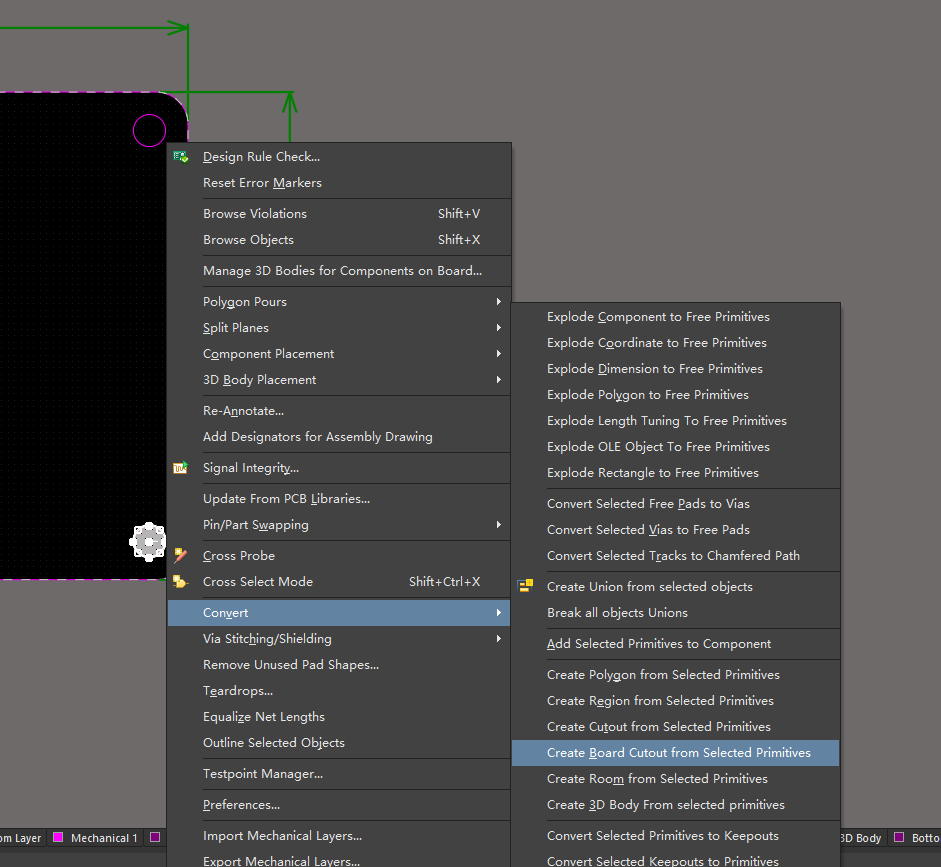 Design Rule Check...
Reset Error Markers
Browse Violations Shift+V
Browse Objects Shift+X
Manage 3D Bodies for Components on Board...
Polygon Pours
Split Planes
Component Placement
3D Body Placement
Re-Annotate...
Add Designators for Assembly Drawing
Signal Integrity...
Update From PCB Libraries...
Pin/Part Swapping
Cross Probe
Cross Select Mode Shift+Ctrl+X
Convert
Via Stitching/Shielding
Remove Unused Pad Shapes...
Teardrops...
Equalize Net Lengths
Outline Selected Objects
Testpoint Manager...
Preferences...
Import Mechanical Layers...
Export Mechanical Layers...
Explode Component to Free Primitives
Explode Coordinate to Free Primitives
Explode Dimension to Free Primitives
Explode Polygon to Free Primitives
Explode Length Tuning To Free Primitives
Explode OLE Object To Free Primitives
Explode Rectangle to Free Primitives
Convert Selected Free Pads to Vias
Convert Selected Vias to Free Pads
Convert Selected Tracks to Chamfered Path
Create Union from selected objects
Break all objects Unions
Add Selected Primitives to Component
Create Polygon from Selected Primitives
Create Region from Selected Primitives
Create Cutout from Selected Primitives
Create Board Cutout from Selected Primitives
Create Room from Selected Primitives
Create 3D Body From selected primitives
Convert Selected Primitives to Keepouts
Convert Selected Keepouts to Primitives
om Layer Mechanical 1 3D Body Botto